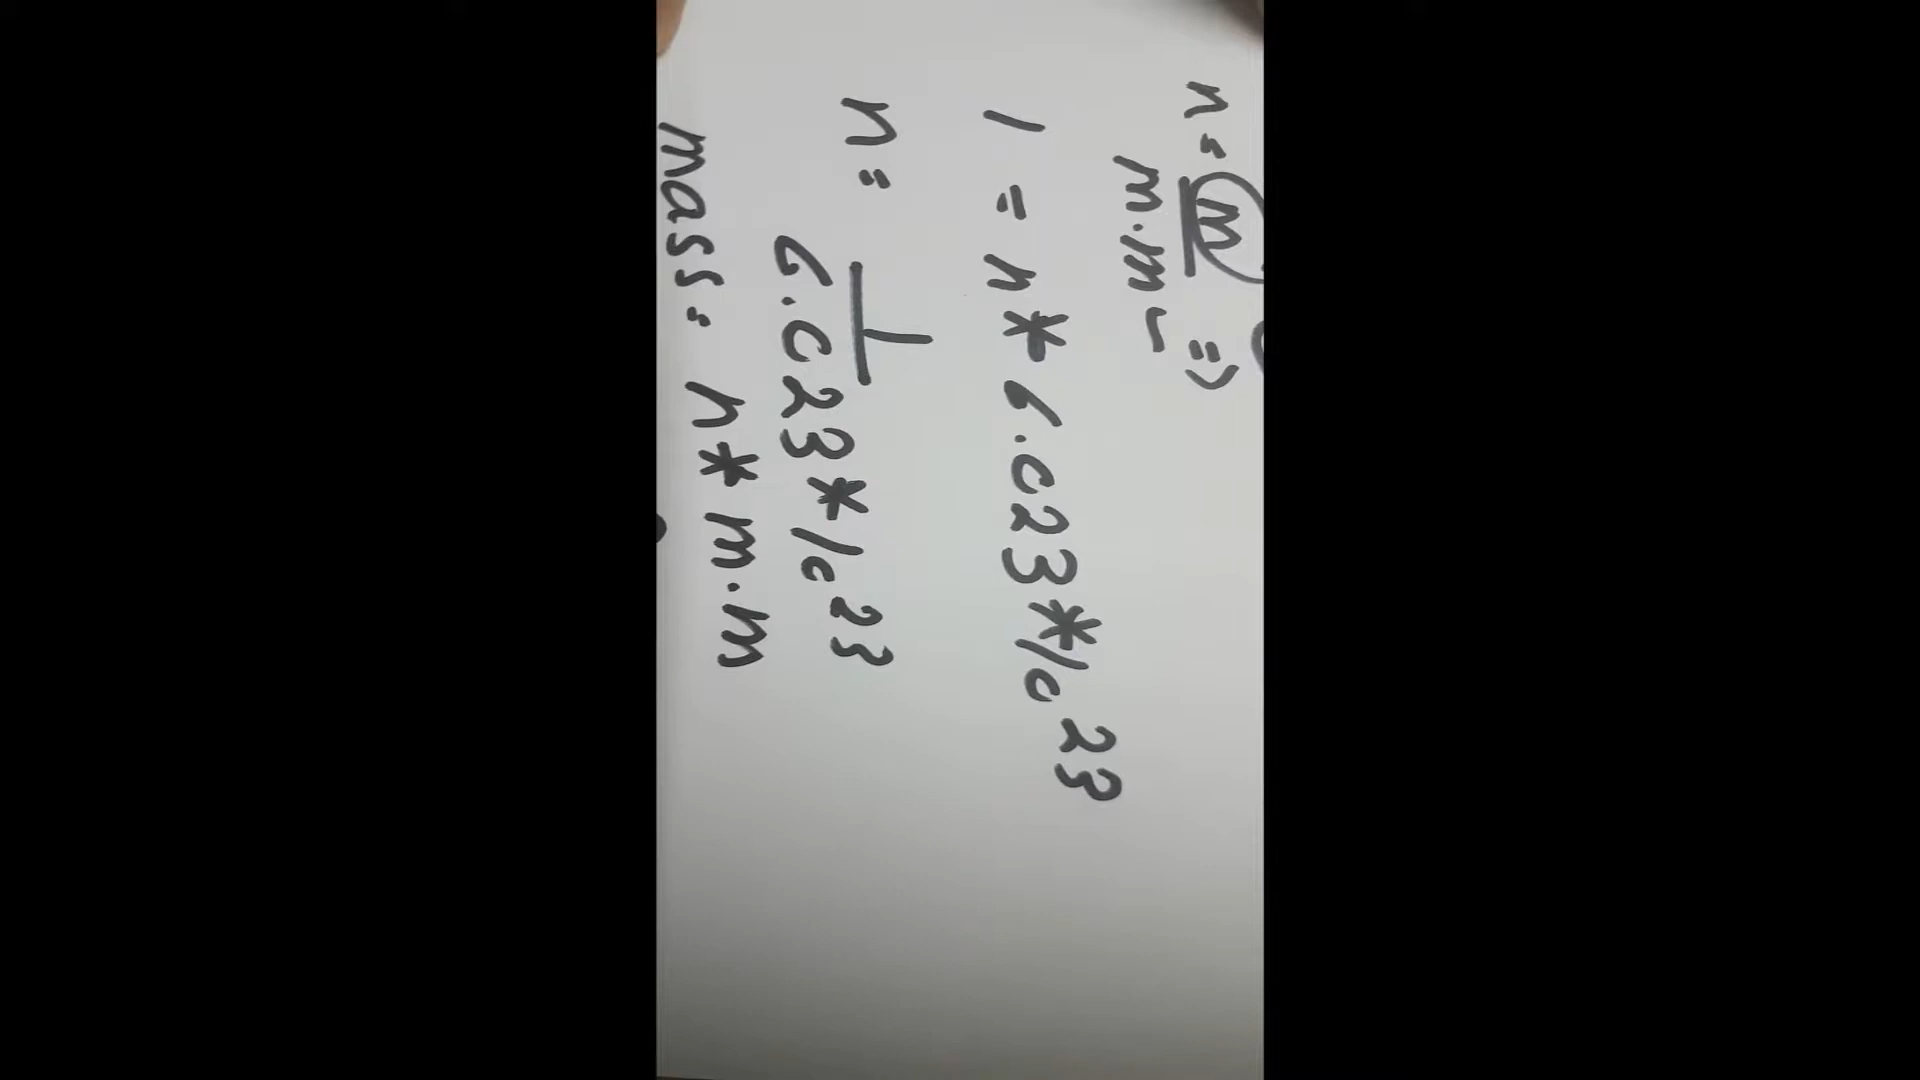 n = m =>
m.m ~
1 = n * 6.023 * 10 23
n = 1
6.023 * 10 23
mass = n * m.m